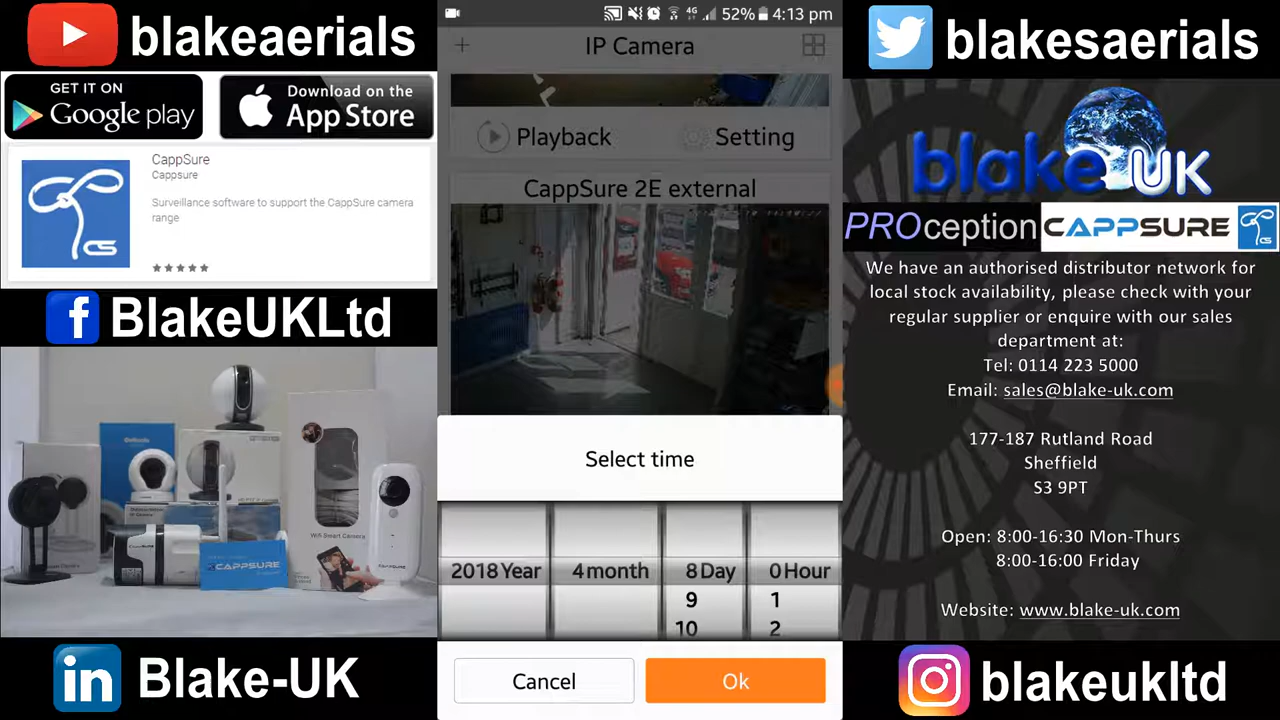 blakeaerials
GET IT ON
Google play
Download on the
App Store
CappSure
Cappsure
Surveillance software to support the CappSure camera
range
CS
f BlakeUKLtd
CAPPSURE
in Blake-UK
4G 52% 4:13 pm
+ IP Camera
Playback Setting
CappSure 2E external
Select time
2018 Year 4 month 8 Day 0 Hour
9 1
10 2
Cancel Ok
blakesaerials
blake UK
PROception CAPPSURE CS
We have an authorised distributor network for
local stock availability, please check with your
regular supplier or enquire with our sales
department at:
Tel: 0114 223 5000
Email: sales@blake-uk.com
177-187 Rutland Road
Sheffield
S3 9PT
Open: 8:00-16:30 Mon-Thurs
8:00-16:00 Friday
Website: www.blake-uk.com
blakeukltd